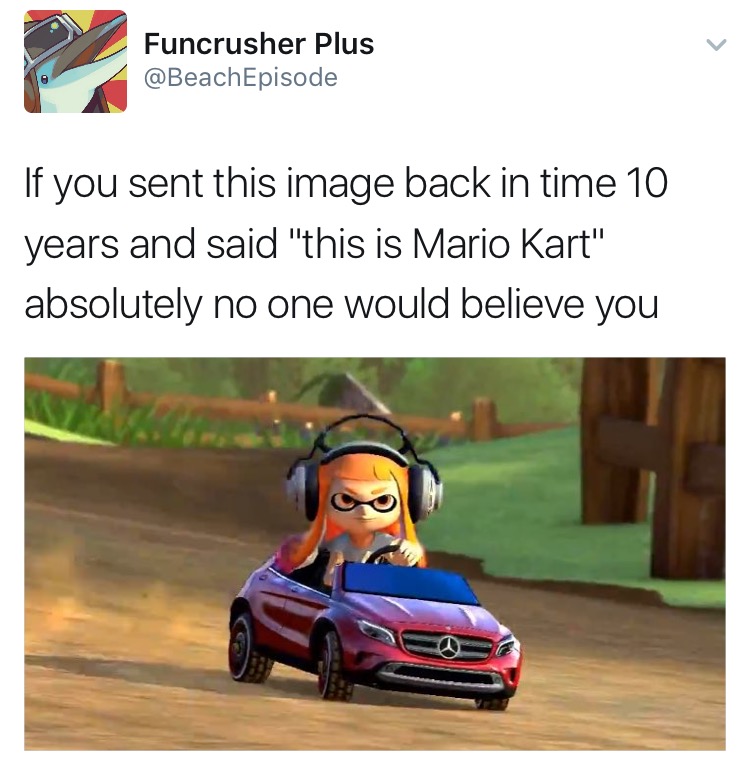 Funcrusher Plus
@BeachEpisode
If you sent this image back in time 10
years and said "this is Mario Kart"
absolutely no one would believe you